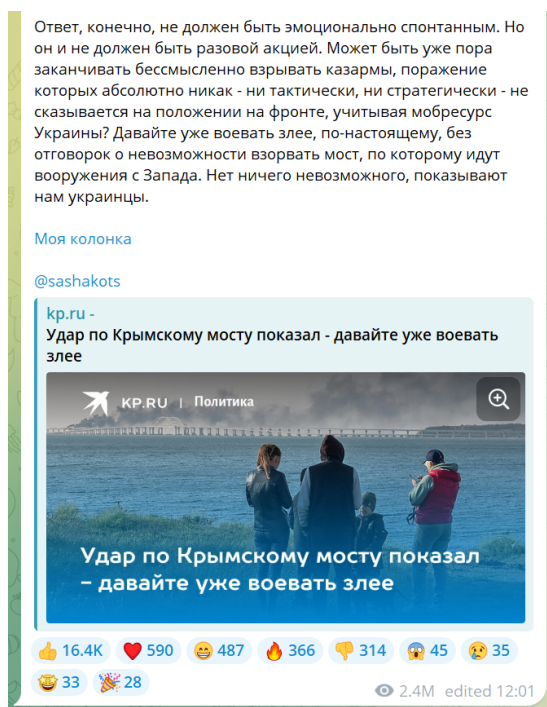 Ответ, конечно, не должен быть эмоционально спонтанным. Но
он и не должен быть разовой акцией. Может быть уже пора
заканчивать бессмысленно взрывать казармы, поражение
которых абсолютно никак - ни тактически, ни стратегически - не
сказывается на положении на фронте, учитывая мобресурс
Украины? Давайте уже воевать злее, по-настоящему, без
отговорок о невозможности взорвать мост, по которому идут
вооружения с Запада. Нет ничего невозможного, показывают
нам украинцы.
Моя колонка
@sashakots
kp.ru -
Удар по Крымскому мосту показал - давайте уже воевать
злее
KP.RU | Политика
Удар по Крымскому мосту показал
– давайте уже воевать злее
16.4K 590 487 366 314 45 35
33 28
2.4M edited 12:01